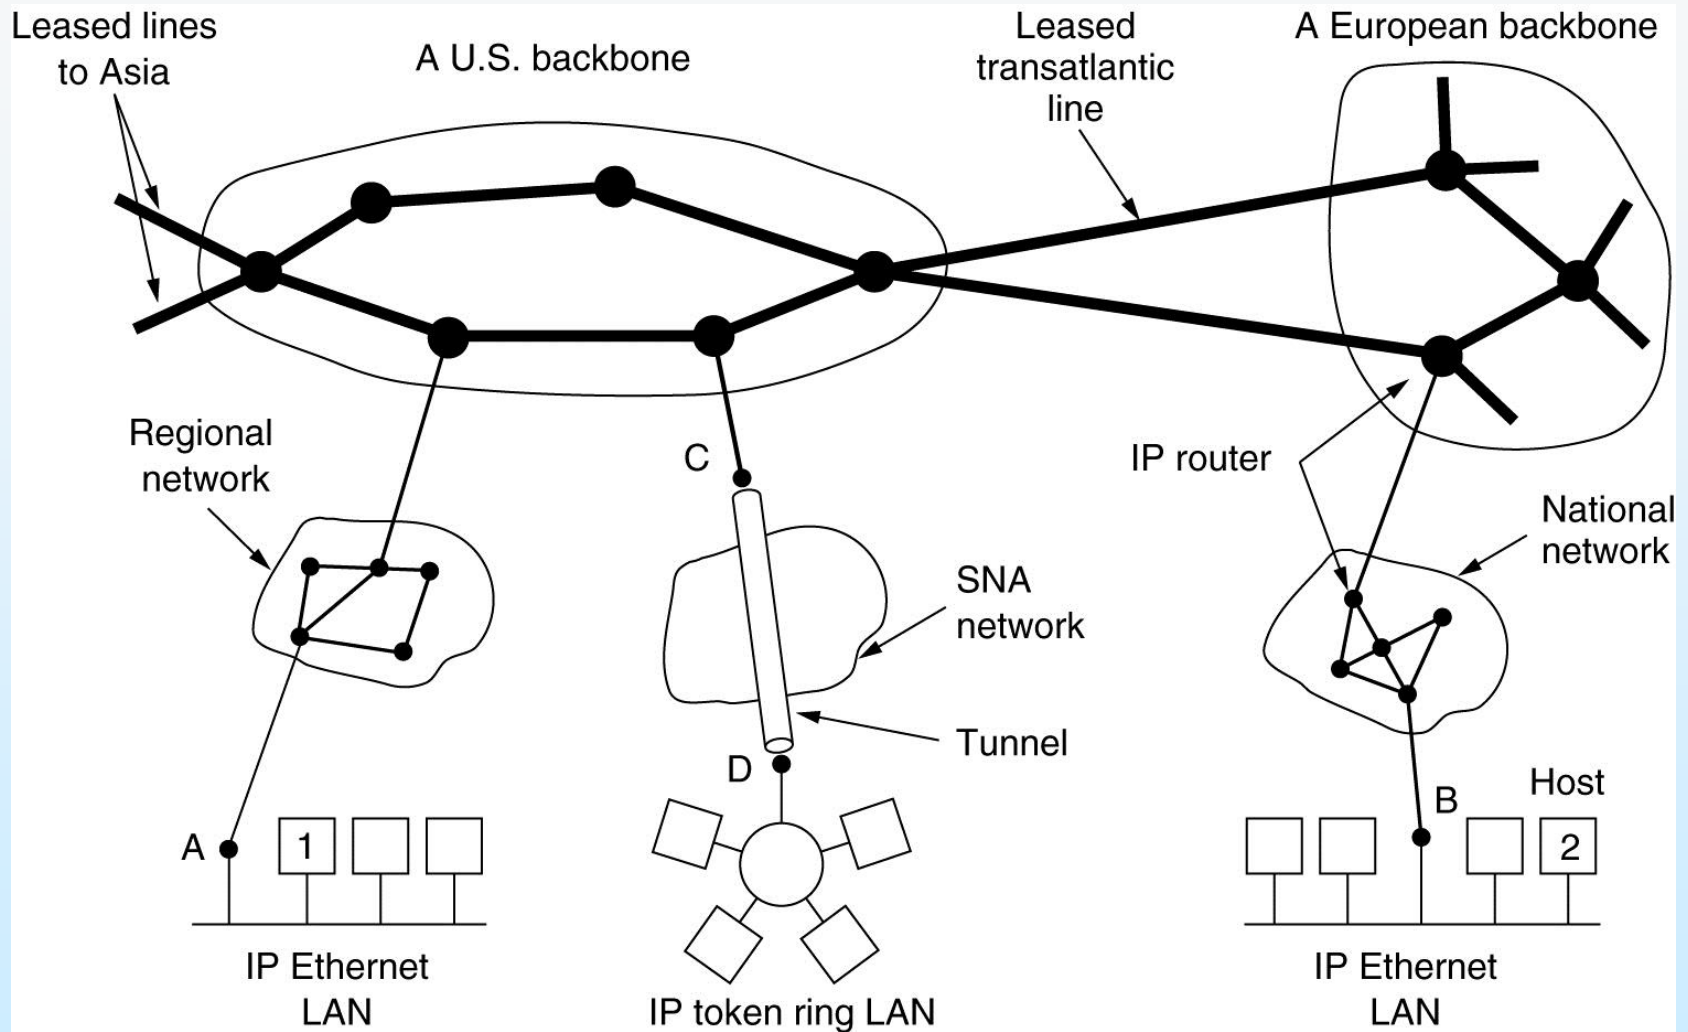 Leased lines
to Asia
A U.S. backbone
Leased
transatlantic
line
A European backbone
Regional
network
C
IP router
National
network
SNA
network
Tunnel
D
A
1
B
Host
2
IP Ethernet
LAN
IP token ring LAN
IP Ethernet
LAN